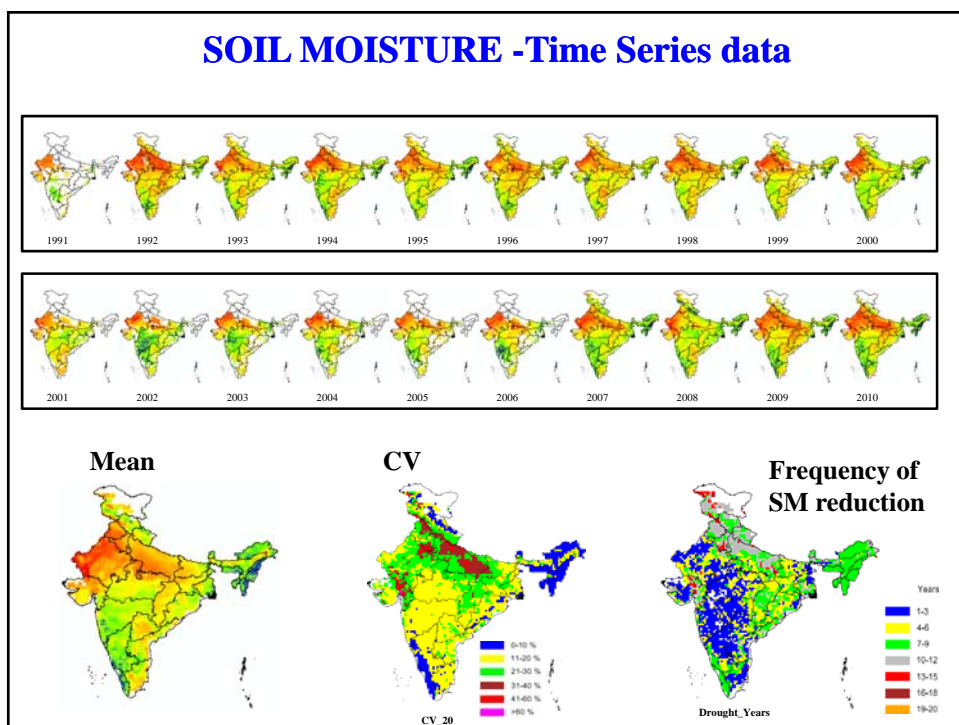 SOIL MOISTURE -Time Series data
1991 1992 1993 1994 1995 1996 1997 1998 1999 2000
2001 2002 2003 2004 2005 2006 2007 2008 2009 2010
Mean
CV
Frequency of
SM reduction
0-10 %
11-20 %
21-30 %
31-40 %
41-60 %
>60 %
CV_20
Years
1-3
4-6
7-9
10-12
13-15
16-18
19-20
Drought_Years